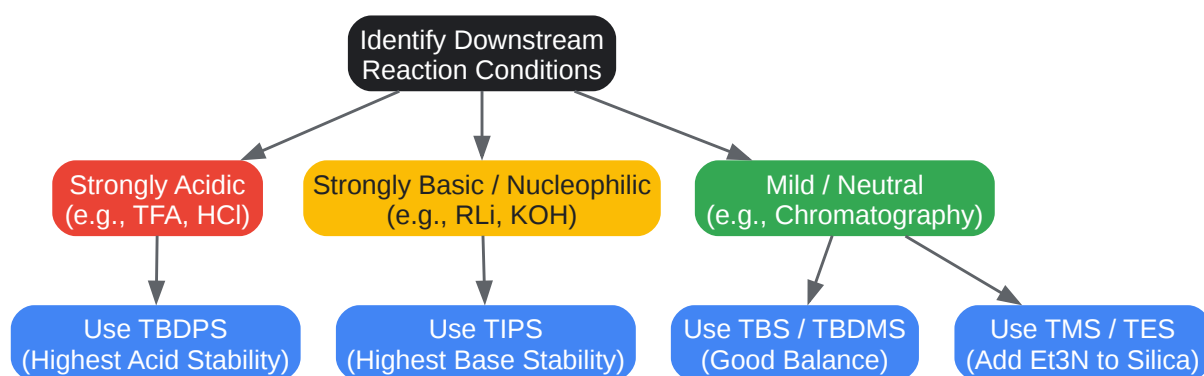 Identify Downstream
Reaction Conditions
Strongly Acidic
(e.g., TFA, HCl)
Strongly Basic / Nucleophilic
(e.g., RLi, KOH)
Mild / Neutral
(e.g., Chromatography)
Use TBDPS
(Highest Acid Stability)
Use TIPS
(Highest Base Stability)
Use TBS / TBDMS
(Good Balance)
Use TMS / TES
(Add Et3N to Silica)